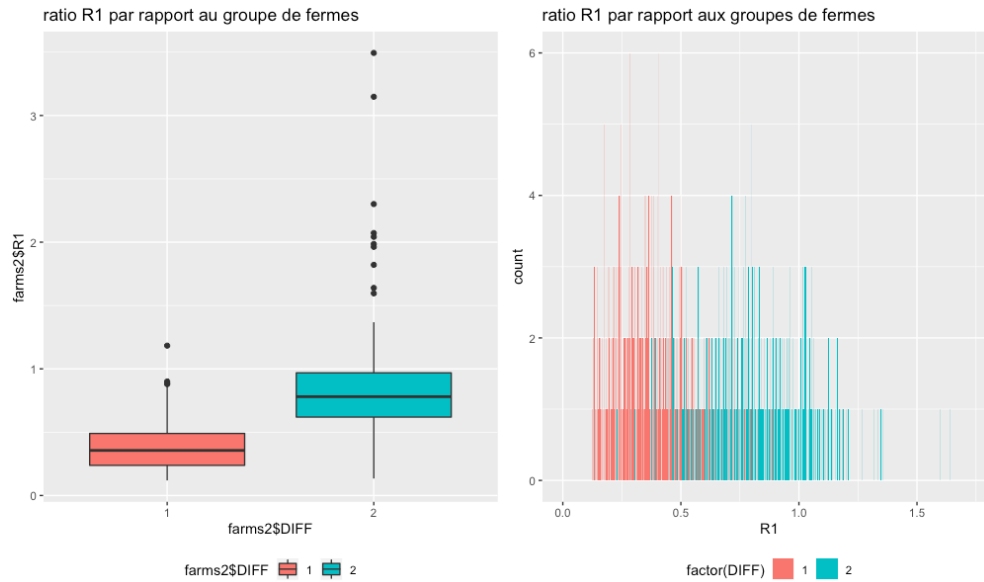 ratio R1 par rapport au groupe de fermes
farms2$R1
3
2
1
0
1
2
farms2$DIFF
farms2$DIFF 1 2
ratio R1 par rapport aux groupes de fermes
count
6
4
2
0
0.0
0.5
1.0
1.5
R1
factor(DIFF) 1 2